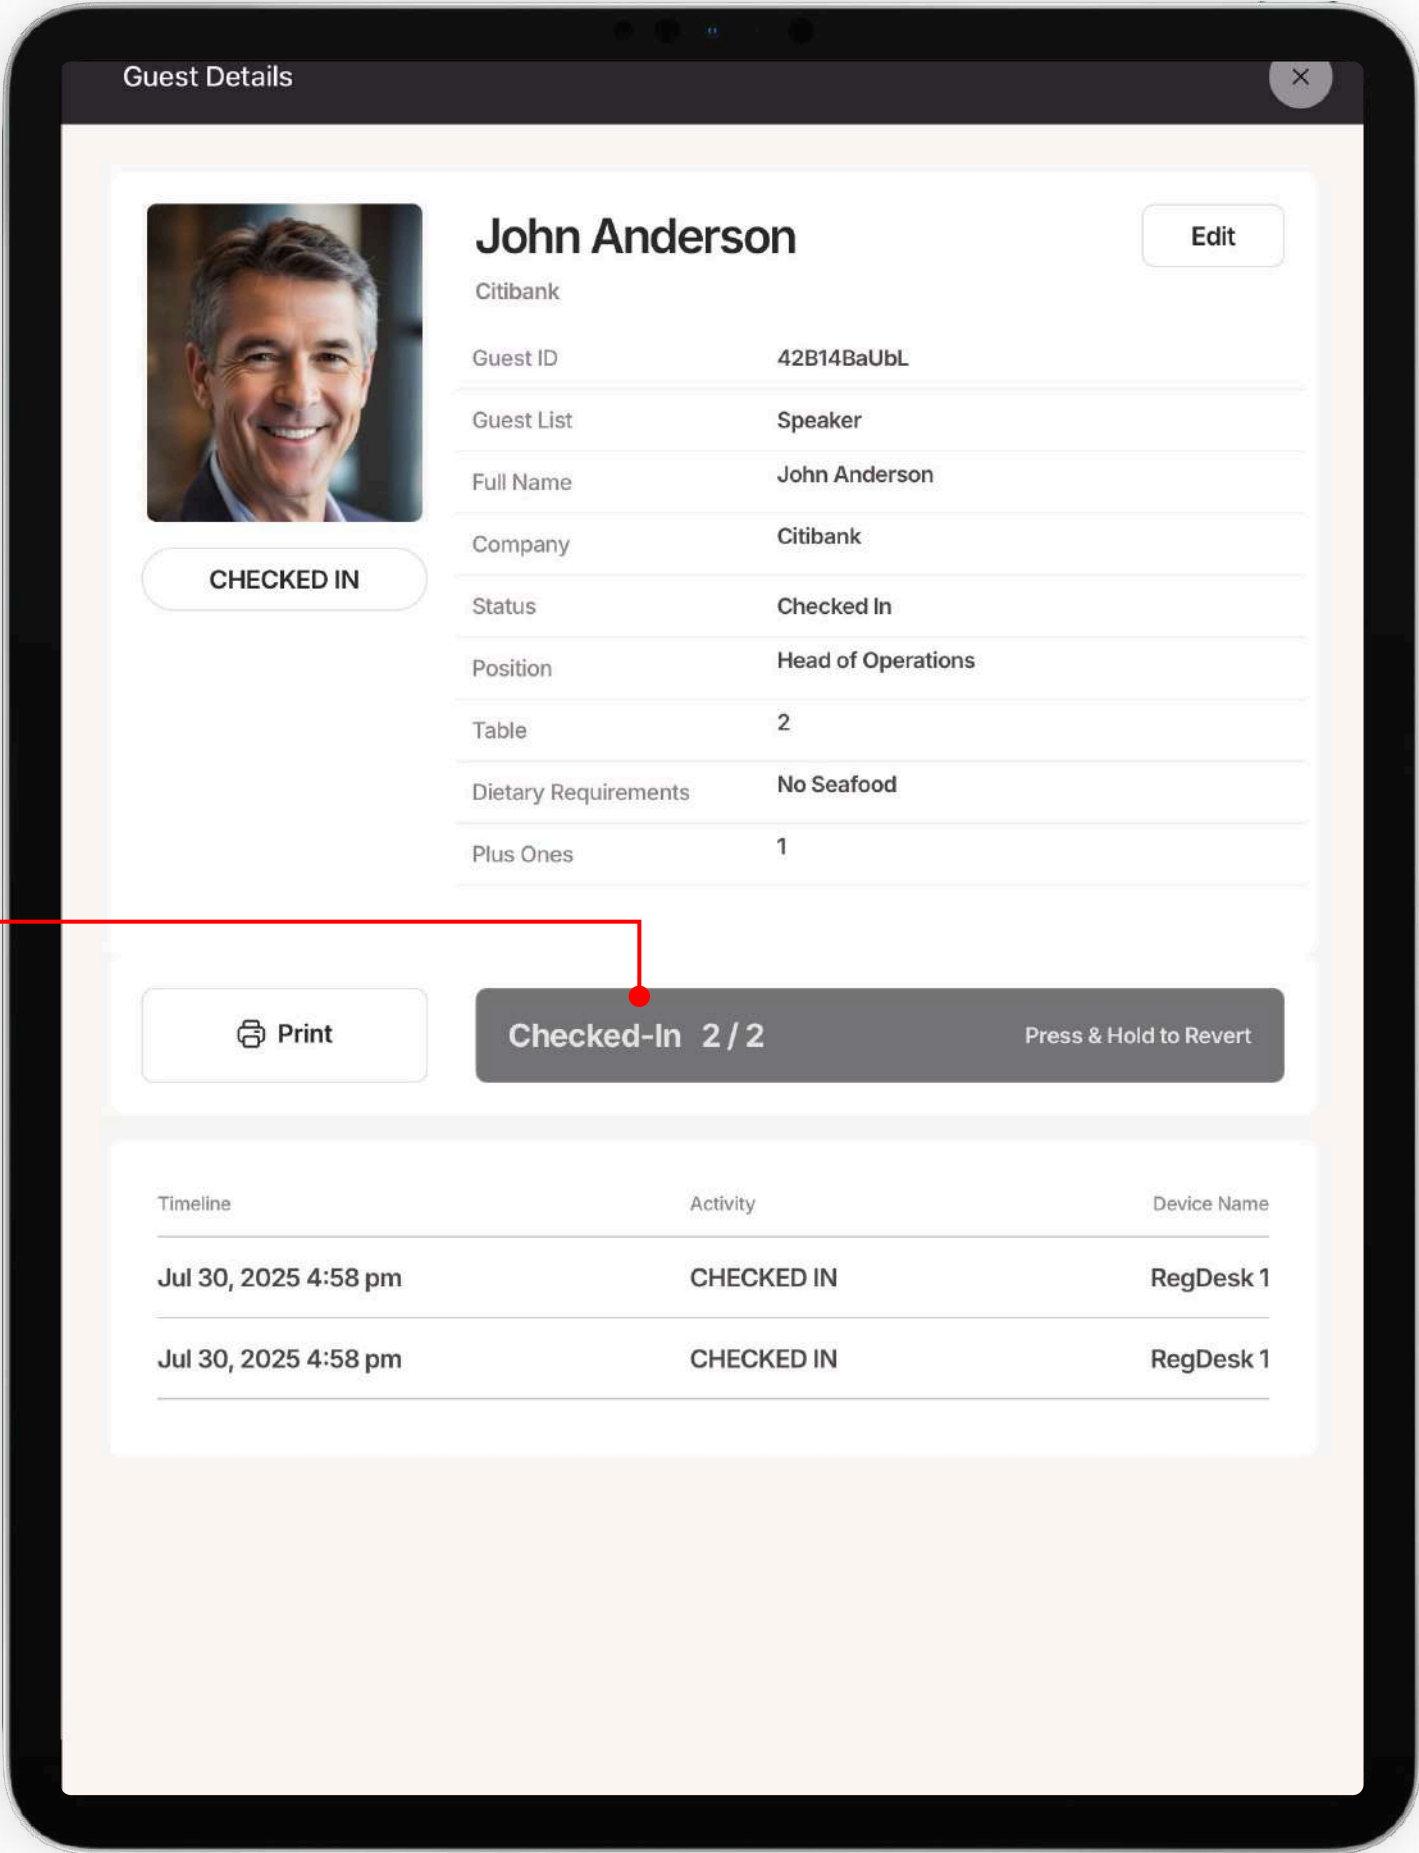 Guest Details
John Anderson
Edit
Citibank
Guest ID 42B14BaUbL
Guest List Speaker
Full Name John Anderson
Company Citibank
CHECKED IN
Status Checked In
Position Head of Operations
Table 2
Dietary Requirements No Seafood
Plus Ones 1
Print
Checked-In 2 / 2 Press & Hold to Revert
Timeline Activity Device Name
Jul 30, 2025 4:58 pm CHECKED IN RegDesk 1
Jul 30, 2025 4:58 pm CHECKED IN RegDesk 1